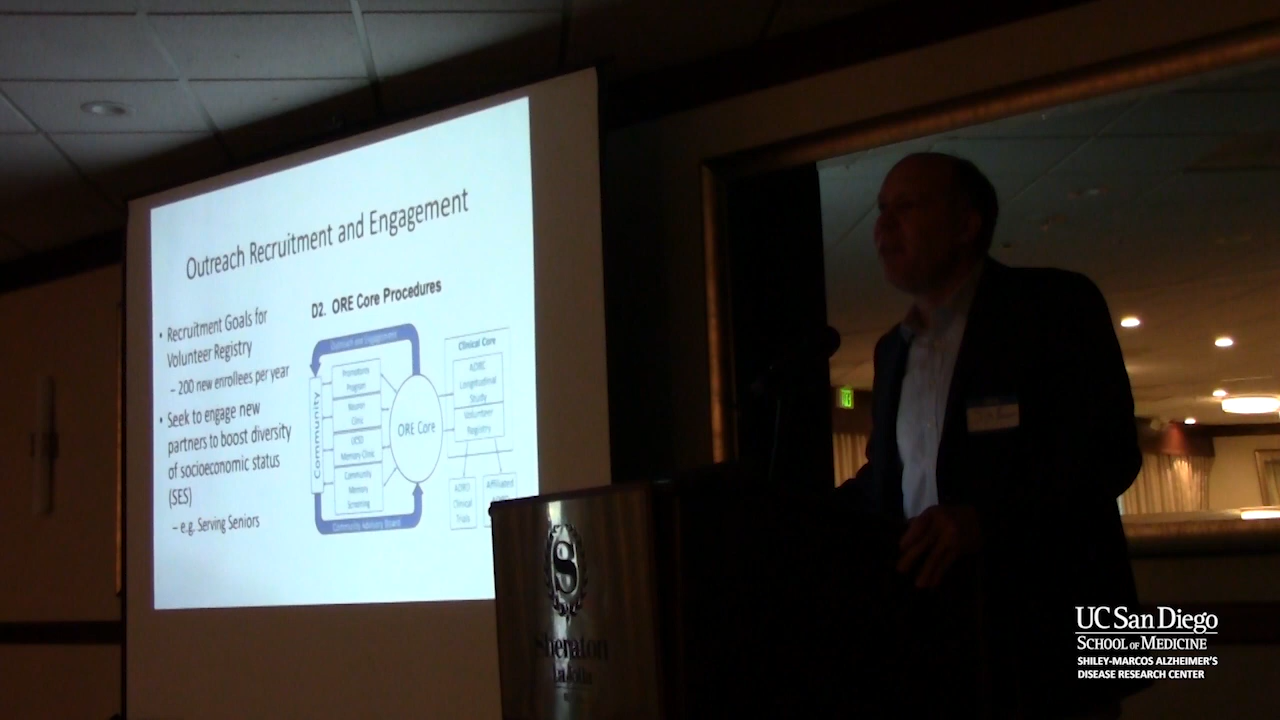 Outreach Recruitment and Engagement
• Recruitment Goals for
Volunteer Registry
– 200 new enrollees per year
• Seek to engage new
partners to boost diversity
of socioeconomic status
(SES)
– e.g. Serving Seniors
D2. ORE Core Procedures
Outreach and Engagement
Community
Promotores
Program
Clinic
UCSD
Memory Clinic
Community
Memory
Screening
ORE Core
Community Advisory Board
Clinical Core
ADRC
Longitudinal
Study
Volunteer
Registry
ADRC
Clinical
Trials
Affiliated
S
Sheraton
La Jolla
UC San Diego
SCHOOL OF MEDICINE
SHILEY-MARCOS ALZHEIMER'S
DISEASE RESEARCH CENTER